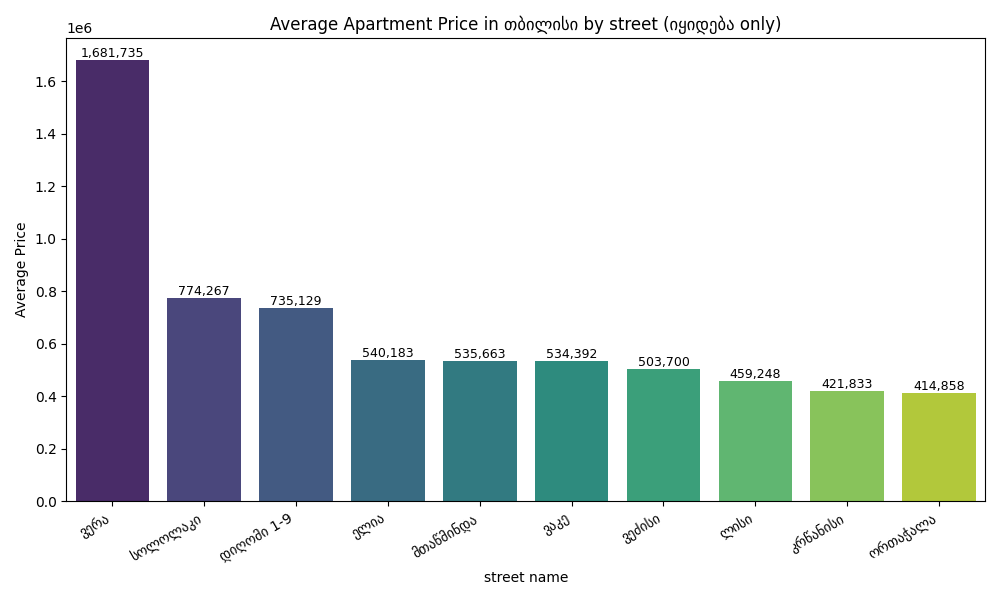 Average Apartment Price in თბილისი by street (იყიდება only)
1e6
Average Price
1.6
1.4
1.2
1.0
0.8
0.6
0.4
0.2
0.0
1,681,735
774,267
735,129
540,183
535,663
534,392
503,700
459,248
421,833
414,858
ვერა
სოლოლაკი
დიღომი 1-9
ელია
მთაწმინდა
ვაკე
ვეძისი
ლისი
კრწანისი
ორთაჭალა
street name